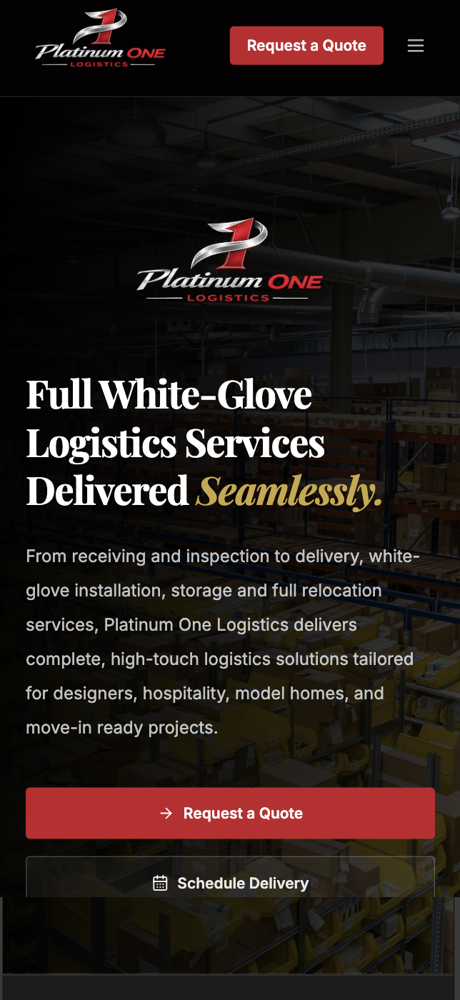 1
Platinum ONE
LOGISTICS
Request a Quote
1
Platinum ONE
LOGISTICS
Full White-Glove
Logistics Services
Delivered Seamlessly.
From receiving and inspection to delivery, white-
glove installation, storage and full relocation
services, Platinum One Logistics delivers
complete, high-touch logistics solutions tailored
for designers, hospitality, model homes, and
move-in ready projects.
Request a Quote
Schedule Delivery